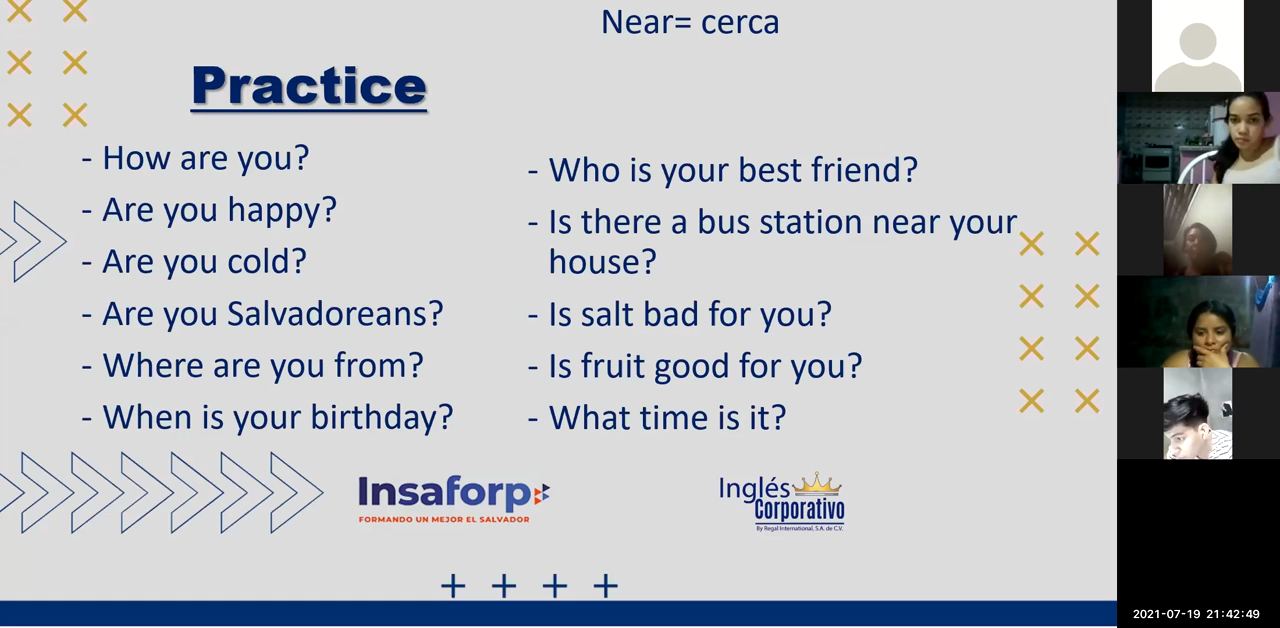 Near= cerca
Practice
- How are you?
- Are you happy?
- Are you cold?
- Are you Salvadoreans?
- Where are you from?
- When is your birthday?
- Who is your best friend?
- Is there a bus station near your
house?
- Is salt bad for you?
- Is fruit good for you?
- What time is it?
Insaforp
FORMANDO UN MEJOR EL SALVADOR
Inglés
Corporativo
By Regal International, S.A. de C.V.
2021-07-19 21:42:49